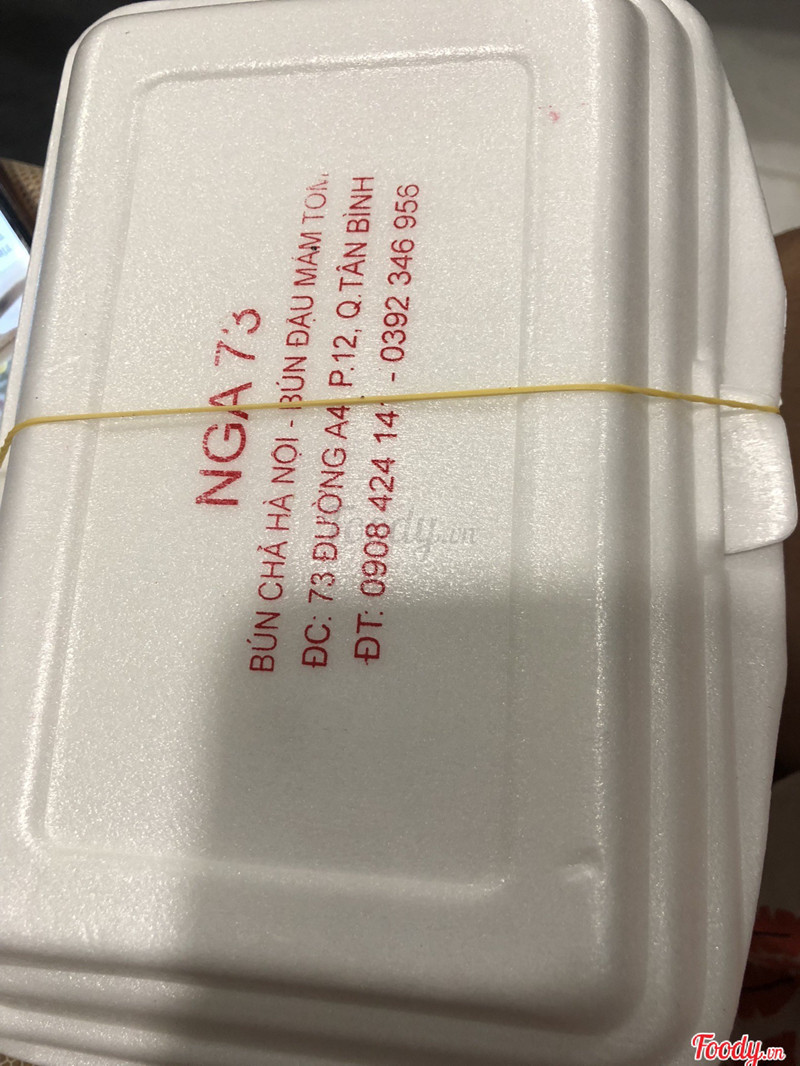 NGA 73
BÚN CHẢ HÀ NỘI - BÚN ĐẬU MẮM TÔM
ĐC: 73 ĐƯỜNG A4, P.12, Q.TÂN BÌNH
ĐT: 0908 424 141 - 0392 346 956
Foody.vn
Foody.vn